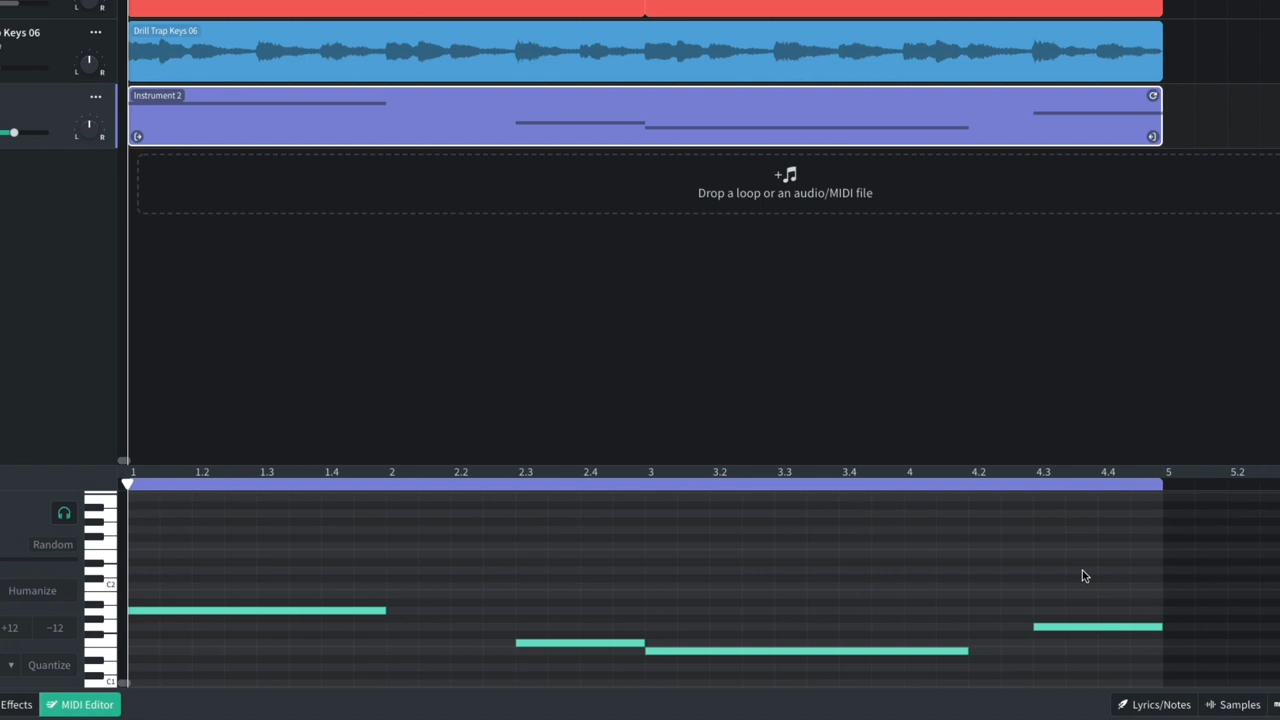 Keys 06
L R
Drill Trap Keys 06
L R
Instrument 2
Drop a loop or an audio/MIDI file
1 1.2 1.3 1.4 2 2.2 2.3 2.4 3 3.2 3.3 3.4 4 4.2 4.3 4.4 5 5.2
Random
C2
Humanize
+12 −12
Quantize
C1
Effects MIDI Editor Lyrics/Notes Samples